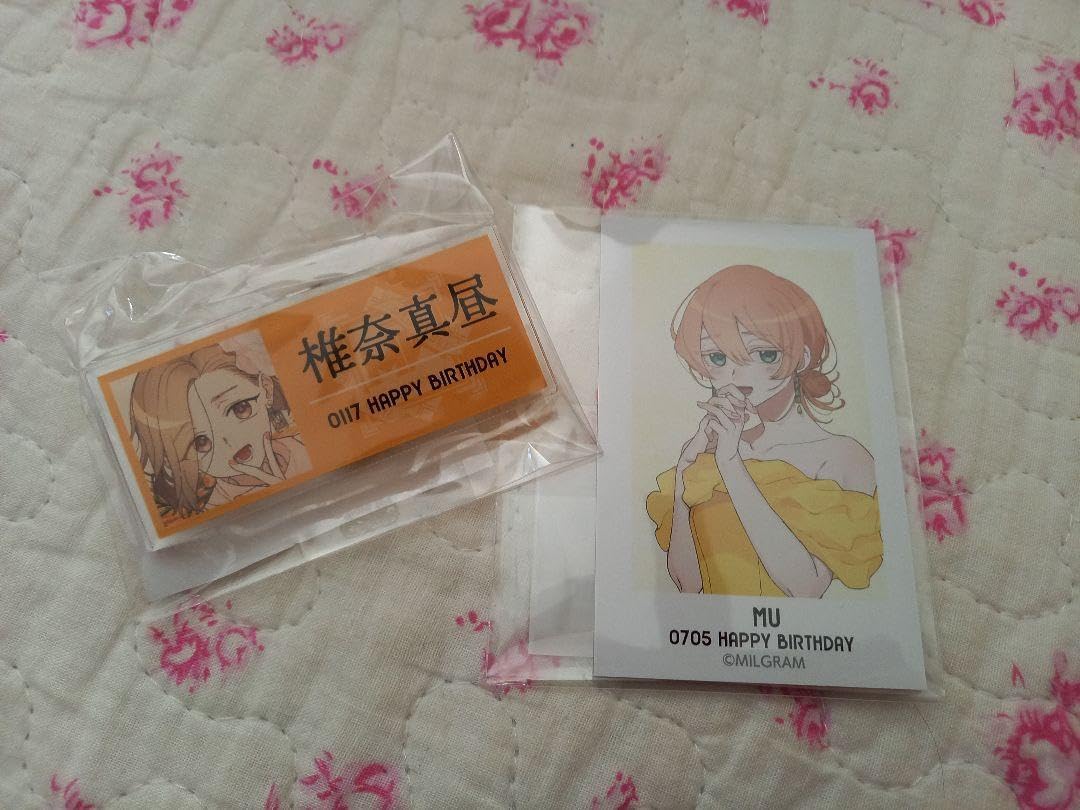 椎奈真昼
0117 HAPPY BIRTHDAY
MU
0705 HAPPY BIRTHDAY
©MILGRAM